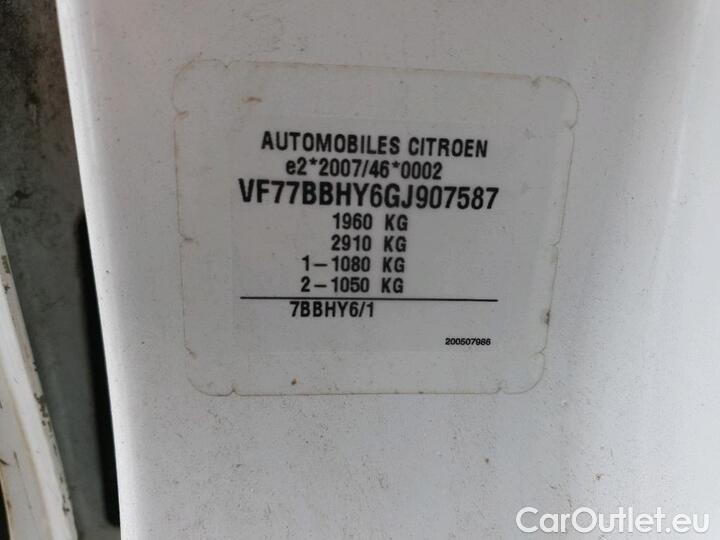 AUTOMOBILES CITROEN
e2*2007/46*0002
VF77BBHY6GJ907587
1960 KG
2910 KG
1-1080 KG
2-1050 KG
7BBHY6/1
200507986
CarOutlet.eu